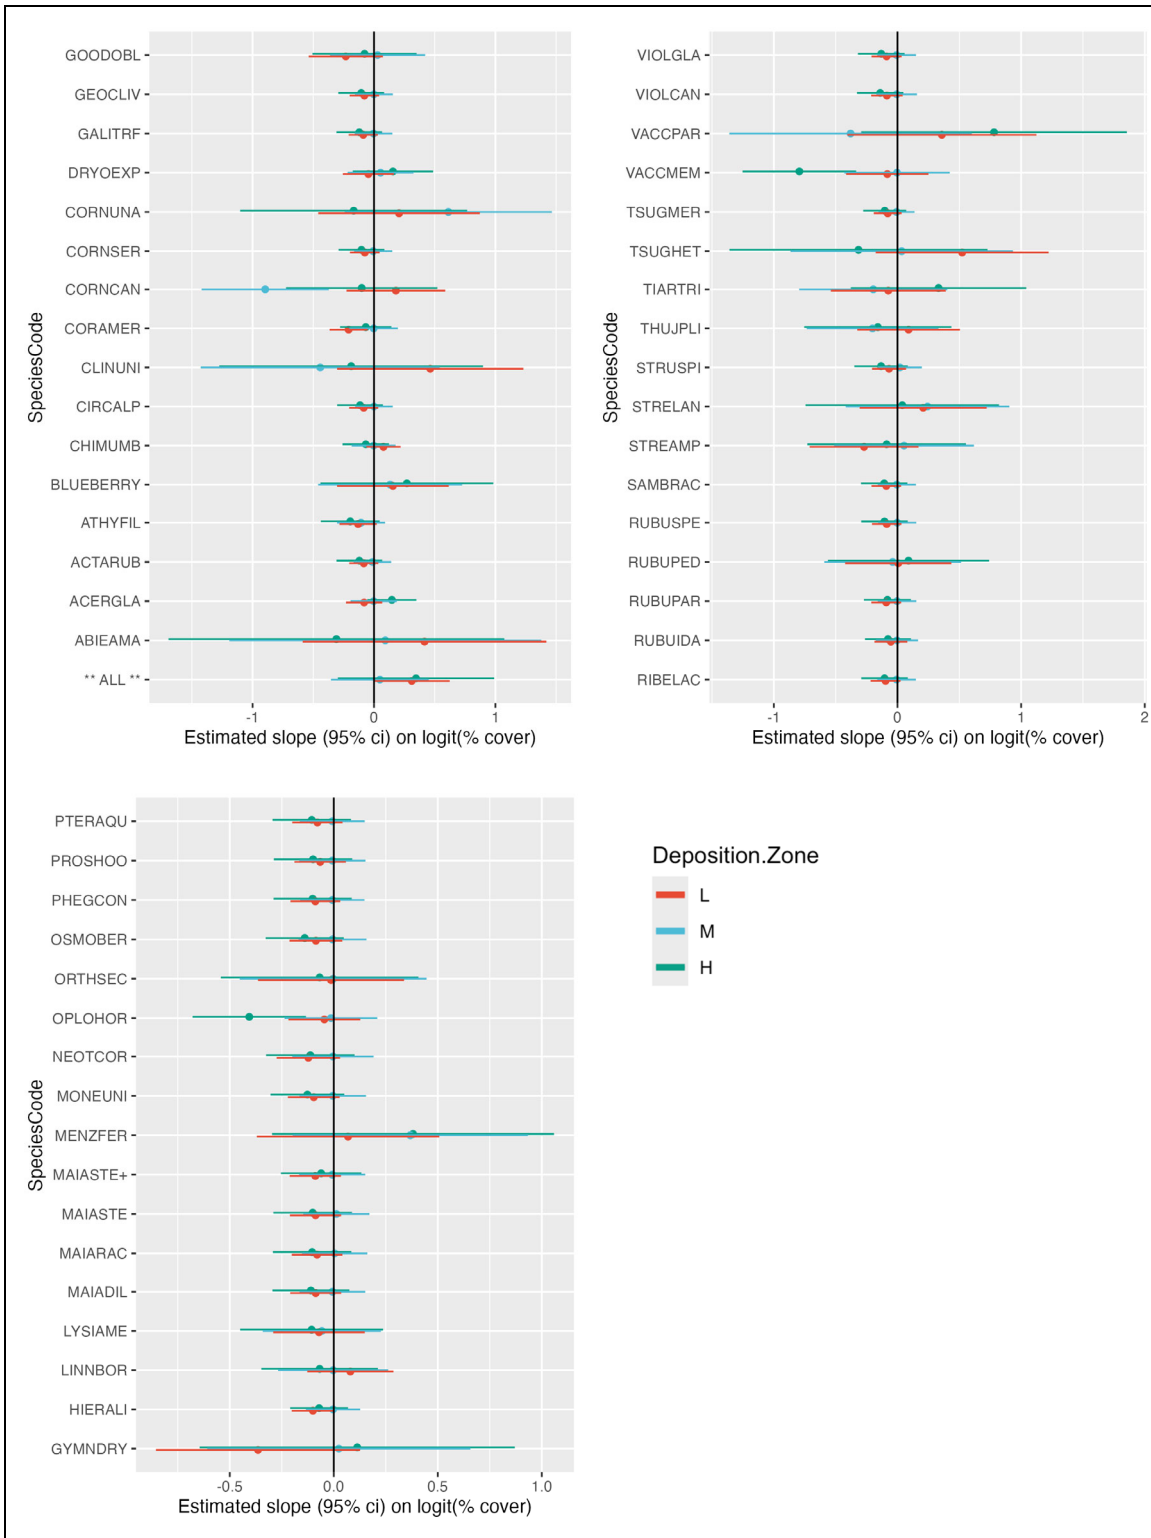 GOODOBL
GEOCLIV
GALITRF
DRYOEXP
CORNUNA
CORNSER
CORNCAN
CORAMER
CLINUNI
CIRCALP
CHIMUMB
BLUEBERRY
ATHYFIL
ACTARUB
ACERGLA
ABIEAMA
** ALL **
SpeciesCode
-1 0 1
Estimated slope (95% ci) on logit(% cover)
VIOLGLA
VIOLCAN
VACCPAR
VACCMEM
TSUGMER
TSUGHET
TIARTRI
THUJPLI
STRUSPI
STRELAN
STREAMP
SAMBRAC
RUBUSPE
RUBUPED
RUBUPAR
RUBUIDA
RIBELAC
SpeciesCode
-1 0 1 2
Estimated slope (95% ci) on logit(% cover)
PTERAQU
PROSHOO
PHEGCON
OSMOBER
ORTHSEC
OPLOHOR
NEOTCOR
MONEUNI
MENZFER
MAIASTE+
MAIASTE
MAIARAC
MAIADIL
LYSIAME
LINNBOR
HIERALI
GYMNDRY
SpeciesCode
-0.5 0.0 0.5 1.0
Estimated slope (95% ci) on logit(% cover)
Deposition.Zone
L
M
H